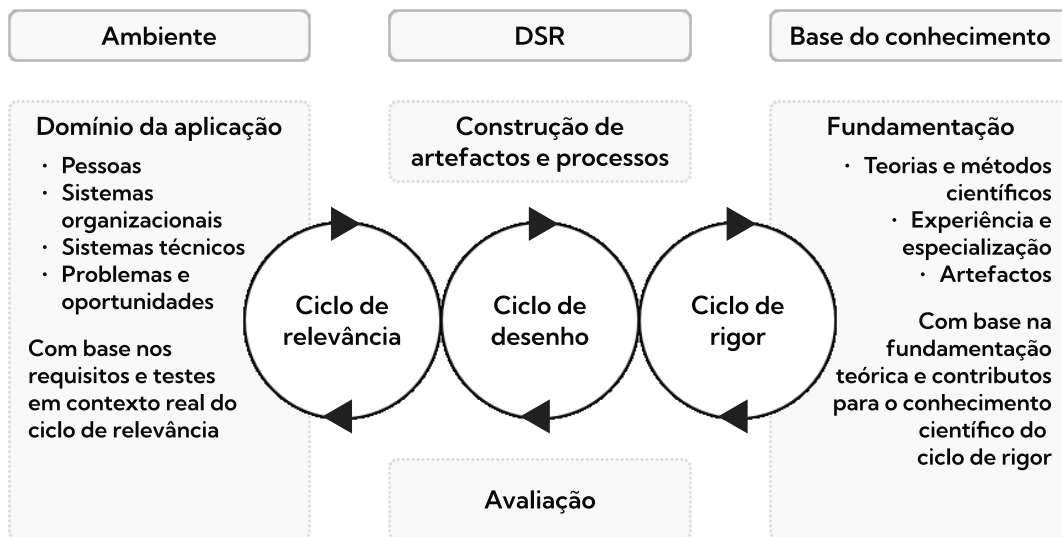 Ambiente
DSR
Base do conhecimento
Domínio da aplicação
· Pessoas
· Sistemas
organizacionais
· Sistemas técnicos
· Problemas e
oportunidades
Com base nos
requisitos e testes
em contexto real do
ciclo de relevância
Construção de
artefactos e processos
Ciclo de
relevância
Ciclo de
desenho
Ciclo de
rigor
Avaliação
Fundamentação
· Teorias e métodos
científicos
· Experiência e
especialização
· Artefactos
Com base na
fundamentação
teórica e contributos
para o conhecimento
científico do
ciclo de rigor